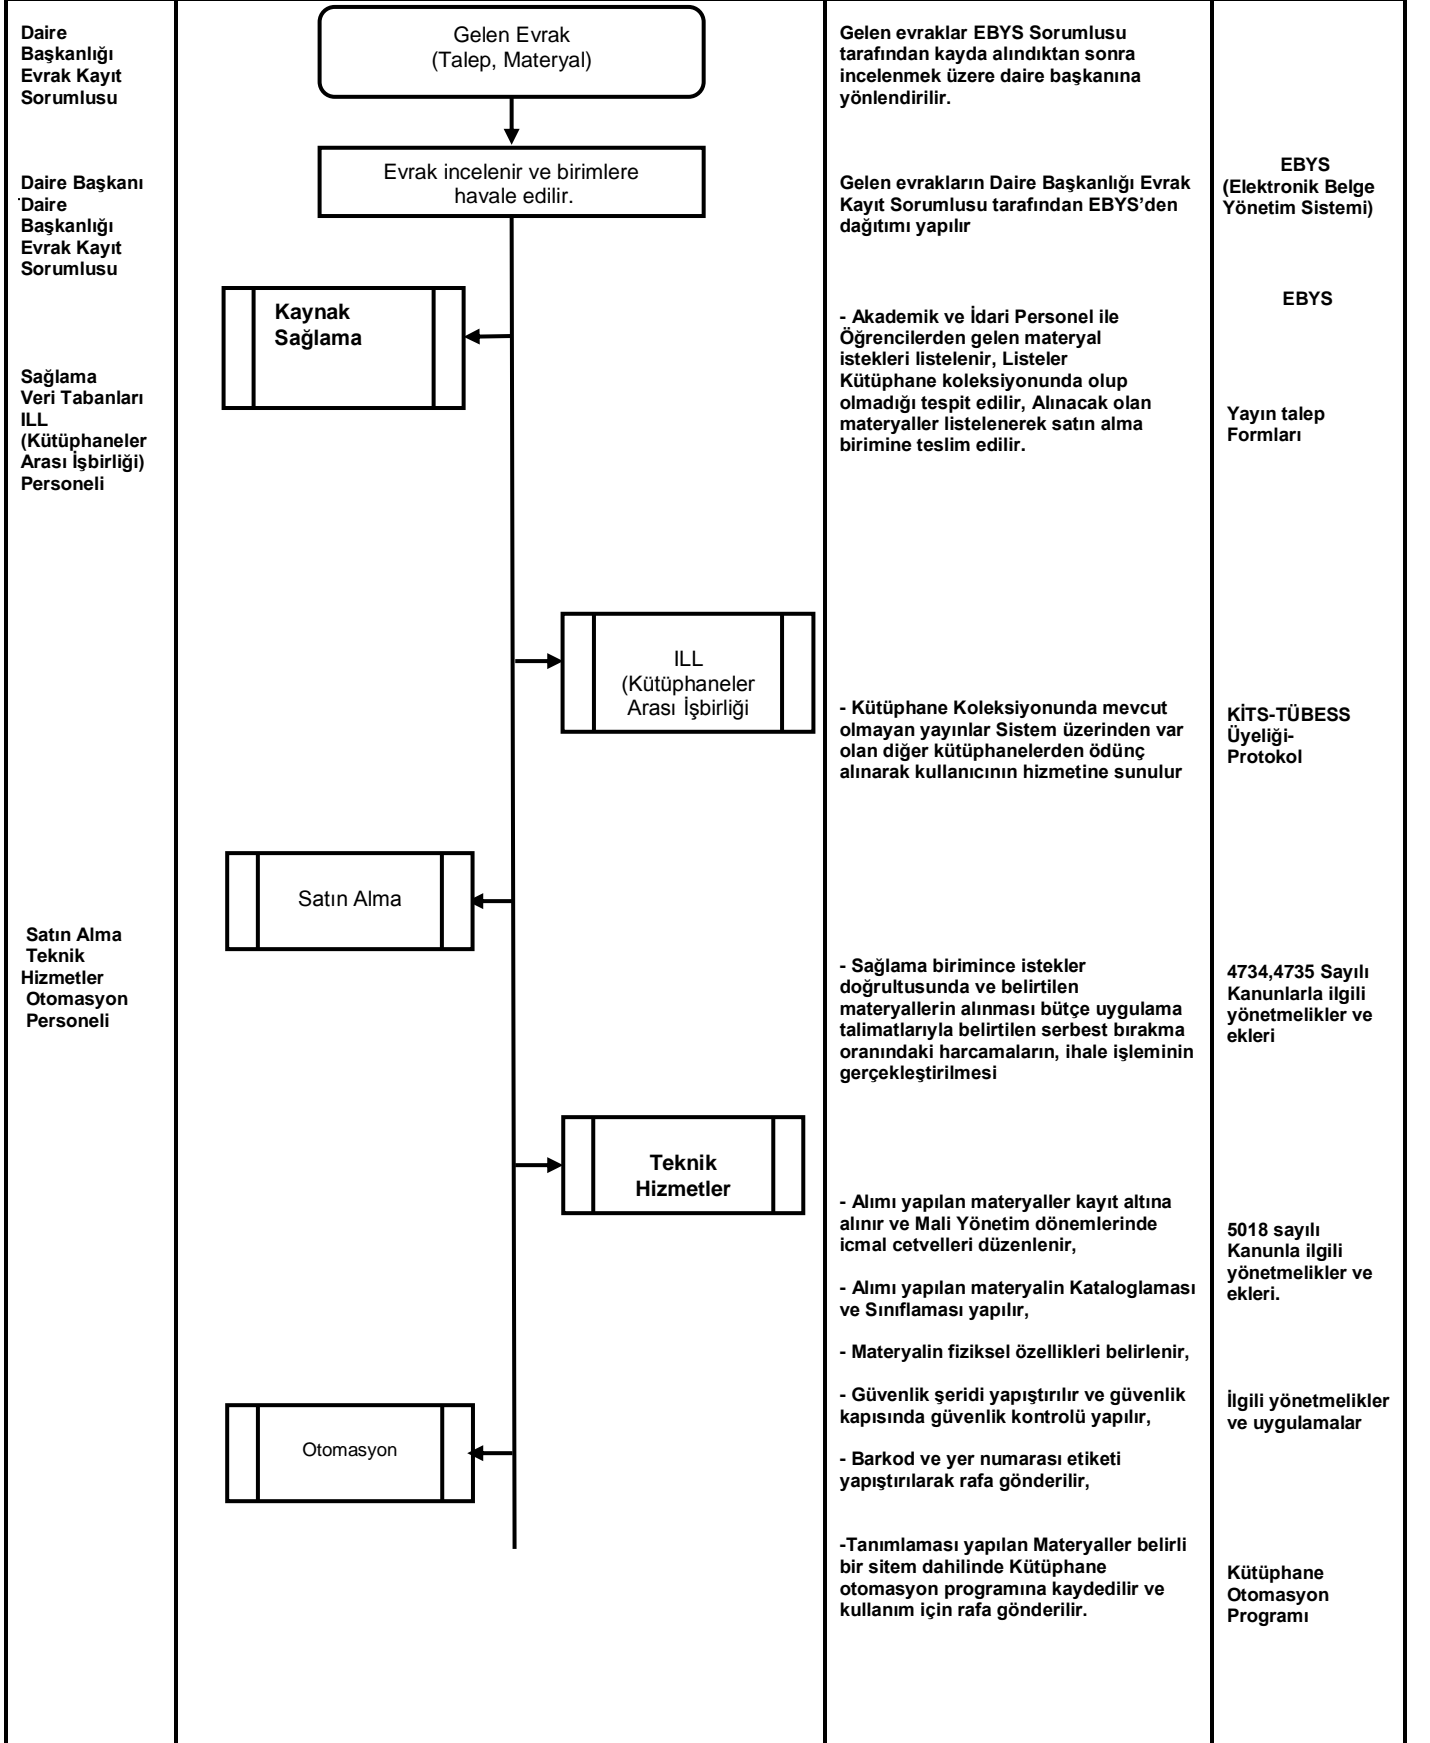 Daire
Başkanlığı
Evrak Kayıt
Sorumlusu
Gelen Evrak
(Talep, Materyal)
Gelen evraklar EBYS Sorumlusu
tarafından kayda alındıktan sonra
incelenmek üzere daire başkanına
yönlendirilir.
Daire Başkanı
Daire
Başkanlığı
Evrak Kayıt
Sorumlusu
Evrak incelenir ve birimlere
havale edilir.
Gelen evrakların Daire Başkanlığı Evrak
Kayıt Sorumlusu tarafından EBYS’den
dağıtımı yapılır
EBYS
(Elektronik Belge
Yönetim Sistemi)
Sağlama
Veri Tabanları
ILL
(Kütüphaneler
Arası İşbirliği)
Personeli
Kaynak
Sağlama
- Akademik ve İdari Personel ile
Öğrencilerden gelen materyal
istekleri listelenir, Listeler
Kütüphane koleksiyonunda olup
olmadığı tespit edilir, Alınacak olan
materyaller listelenerek satın alma
birimine teslim edilir.
EBYS
Yayın talep
Formları
ILL
(Kütüphaneler
Arası İşbirliği
- Kütüphane Koleksiyonunda mevcut
olmayan yayınlar Sistem üzerinden var
olan diğer kütüphanelerden ödünç
alınarak kullanıcının hizmetine sunulur
KİTS-TÜBESS
Üyeliği-
Protokol
Satın Alma
Teknik
Hizmetler
Otomasyon
Personeli
Satın Alma
- Sağlama birimince istekler
doğrultusunda ve belirtilen
materyallerin alınması bütçe uygulama
talimatlarıyla belirtilen serbest bırakma
oranındaki harcamaların, ihale işleminin
gerçekleştirilmesi
4734,4735 Sayılı
Kanunlarla ilgili
yönetmelikler ve
ekleri
Teknik
Hizmetler
- Alımı yapılan materyaller kayıt altına
alınır ve Mali Yönetim dönemlerinde
icmal cetvelleri düzenlenir,
- Alımı yapılan materyalin Kataloglaması
ve Sınıflaması yapılır,
- Materyalin fiziksel özellikleri belirlenir,
- Güvenlik şeridi yapıştırılır ve güvenlik
kapısında güvenlik kontrolü yapılır,
- Barkod ve yer numarası etiketi
yapıştırılarak rafa gönderilir,
5018 sayılı
Kanunla ilgili
yönetmelikler ve
ekleri.
İlgili yönetmelikler
ve uygulamalar
Otomasyon
-Tanımlaması yapılan Materyaller belirli
bir sitem dahilinde Kütüphane
otomasyon programına kaydedilir ve
kullanım için rafa gönderilir.
Kütüphane
Otomasyon
Programı